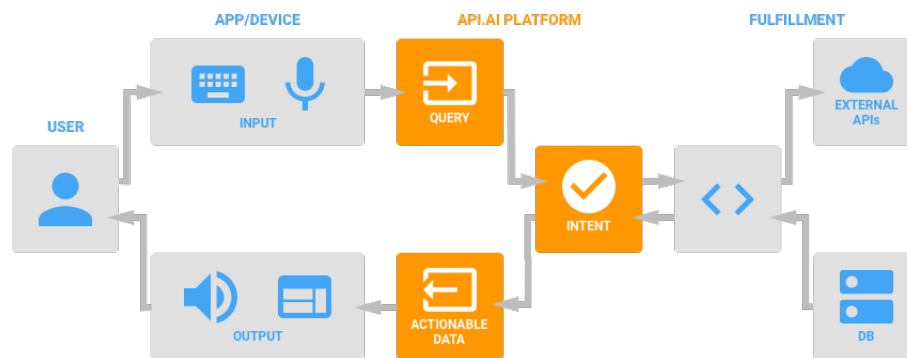 APP/DEVICE
API.AI PLATFORM
FULFILLMENT
USER
INPUT
QUERY
EXTERNAL
APIs
INTENT
OUTPUT
ACTIONABLE
DATA
DB